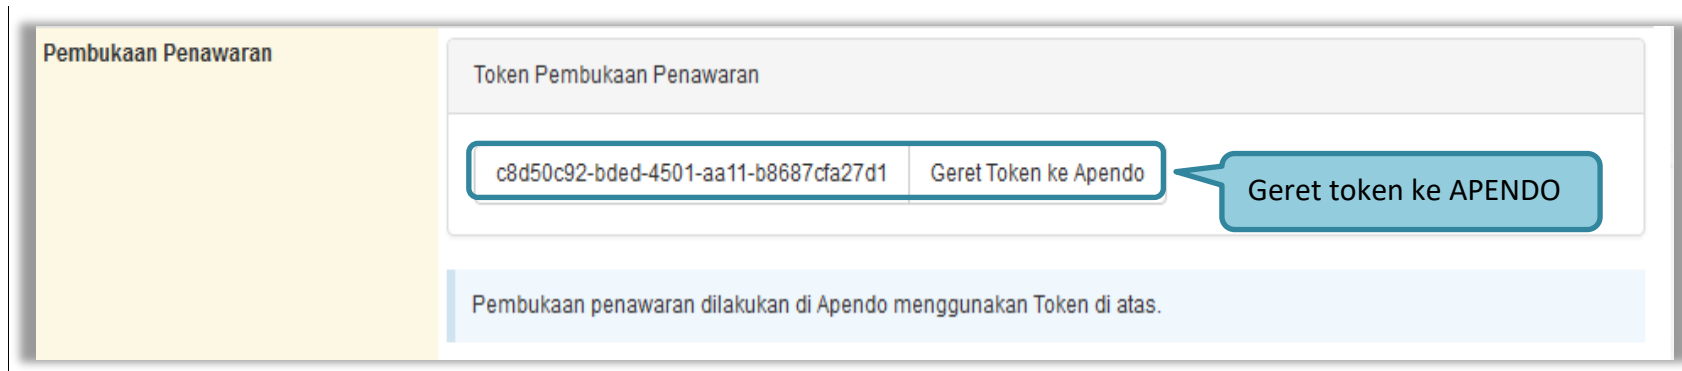 Pembukaan Penawaran
Token Pembukaan Penawaran
c8d50c92-bded-4501-aa11-b8687cfa27d1
Geret Token ke Apendo
Geret token ke APENDO
Pembukaan penawaran dilakukan di Apendo menggunakan Token di atas.